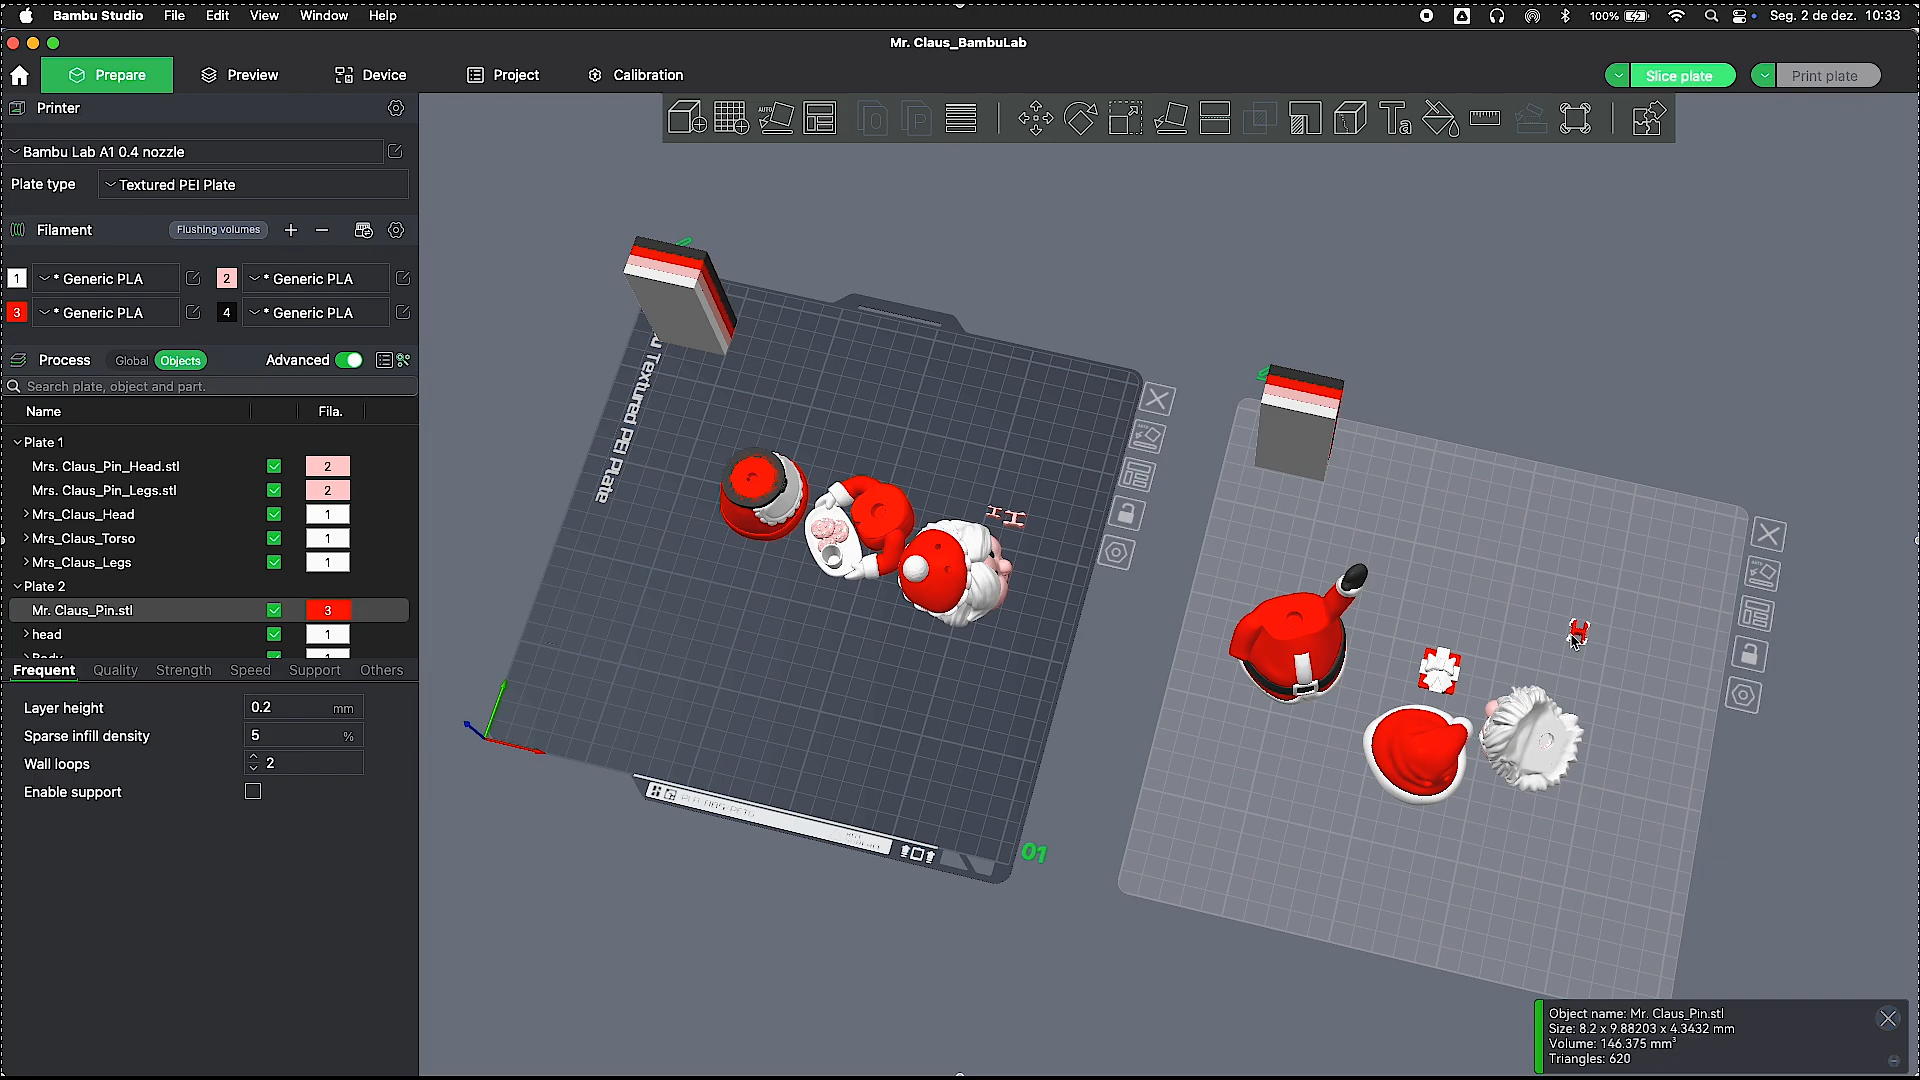 Bambu Studio File Edit View Window Help
100% Seg. 2 de dez. 10:33
Mr. Claus_BambuLab
Prepare Preview Device Project Calibration
Slice plate Print plate
Printer
Bambu Lab A1 0.4 nozzle
Plate type Textured PEI Plate
Filament Flushing volumes
1 * Generic PLA 2 * Generic PLA
3 * Generic PLA 4 * Generic PLA
Process Global Objects Advanced
Search plate, object and part.
Name Fila.
Plate 1
Mrs. Claus_Pin_Head.stl 2
Mrs. Claus_Pin_Legs.stl 2
Mrs_Claus_Head 1
Mrs_Claus_Torso 1
Mrs_Claus_Legs 1
Plate 2
Mr. Claus_Pin.stl 3
head 1
Frequent Quality Strength Speed Support Others
Layer height 0.2 mm
Sparse infill density 5 %
Wall loops 2
Enable support
AUTO
Textured PEI Plate
AUTO
AUTO
01
Object name: Mr. Claus_Pin.stl
Size: 8.2 x 9.88203 x 4.3432 mm
Volume: 146.375 mm³
Triangles: 620